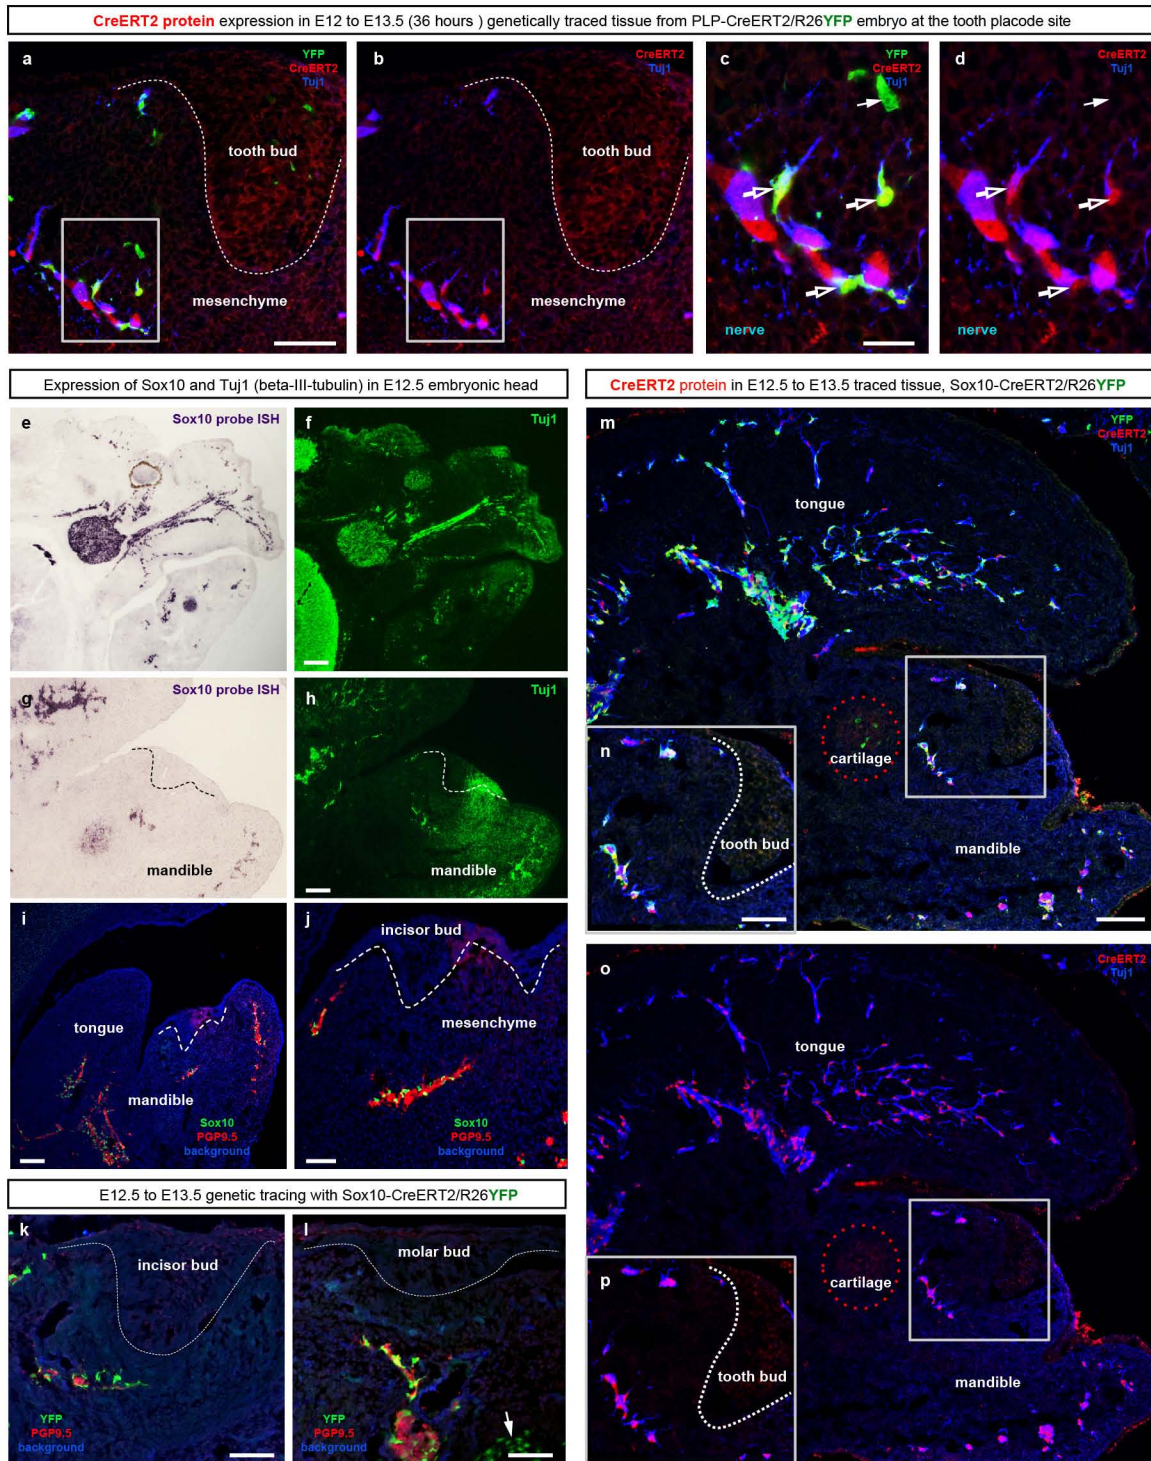 CreERT2 protein expression in E12 to E13.5 (36 hours ) genetically traced tissue from PLP-CreERT2/R26YFP embryo at the tooth placode site
a
YFP
CreERT2
Tuj1
tooth bud
mesenchyme
b
CreERT2
Tuj1
tooth bud
mesenchyme
c
YFP
CreERT2
Tuj1
nerve
d
CreERT2
Tuj1
nerve
Expression of Sox10 and Tuj1 (beta-III-tubulin) in E12.5 embryonic head
e
Sox10 probe ISH
f
Tuj1
g
Sox10 probe ISH
mandible
h
Tuj1
mandible
i
tongue
mandible
Sox10
PGP9.5
background
j
incisor bud
mesenchyme
Sox10
PGP9.5
background
E12.5 to E13.5 genetic tracing with Sox10-CreERT2/R26YFP
k
incisor bud
YFP
PGP9.5
background
l
molar bud
YFP
PGP9.5
background
CreERT2 protein in E12.5 to E13.5 traced tissue, Sox10-CreERT2/R26YFP
m
YFP
CreERT2
Tuj1
tongue
cartilage
mandible
n
tooth bud
o
CreERT2
Tuj1
tongue
cartilage
mandible
p
tooth bud